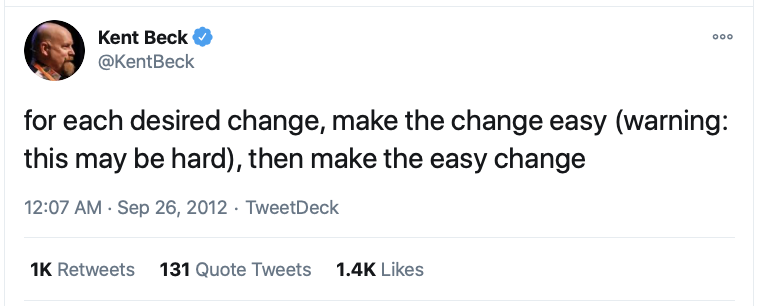 Kent Beck
@KentBeck
for each desired change, make the change easy (warning:
this may be hard), then make the easy change
12:07 AM · Sep 26, 2012 · TweetDeck
1K Retweets 131 Quote Tweets 1.4K Likes